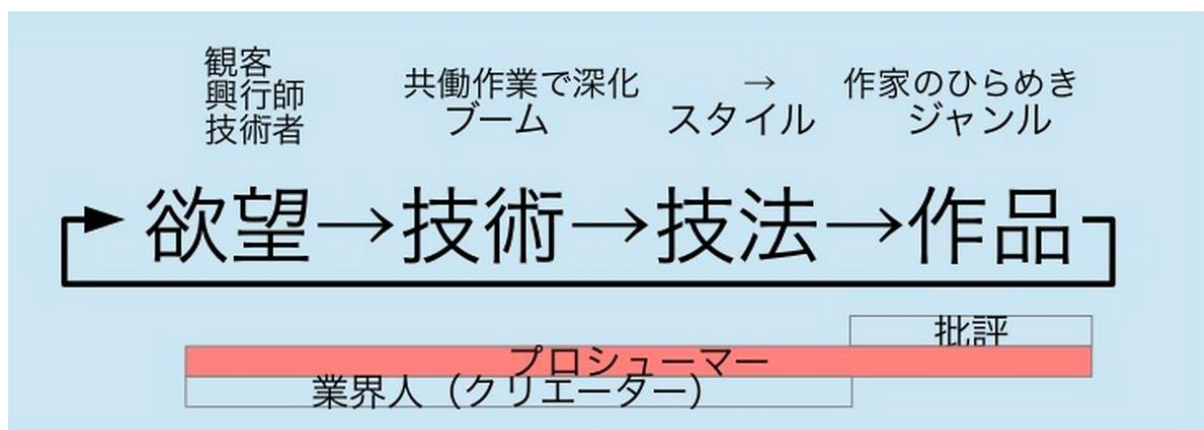 観客
興行師
技術者
共働作業で深化
ブーム
→
スタイル
作家のひらめき
ジャンル
欲望→技術→技法→作品
批評
プロシューマー
業界人（クリエーター）